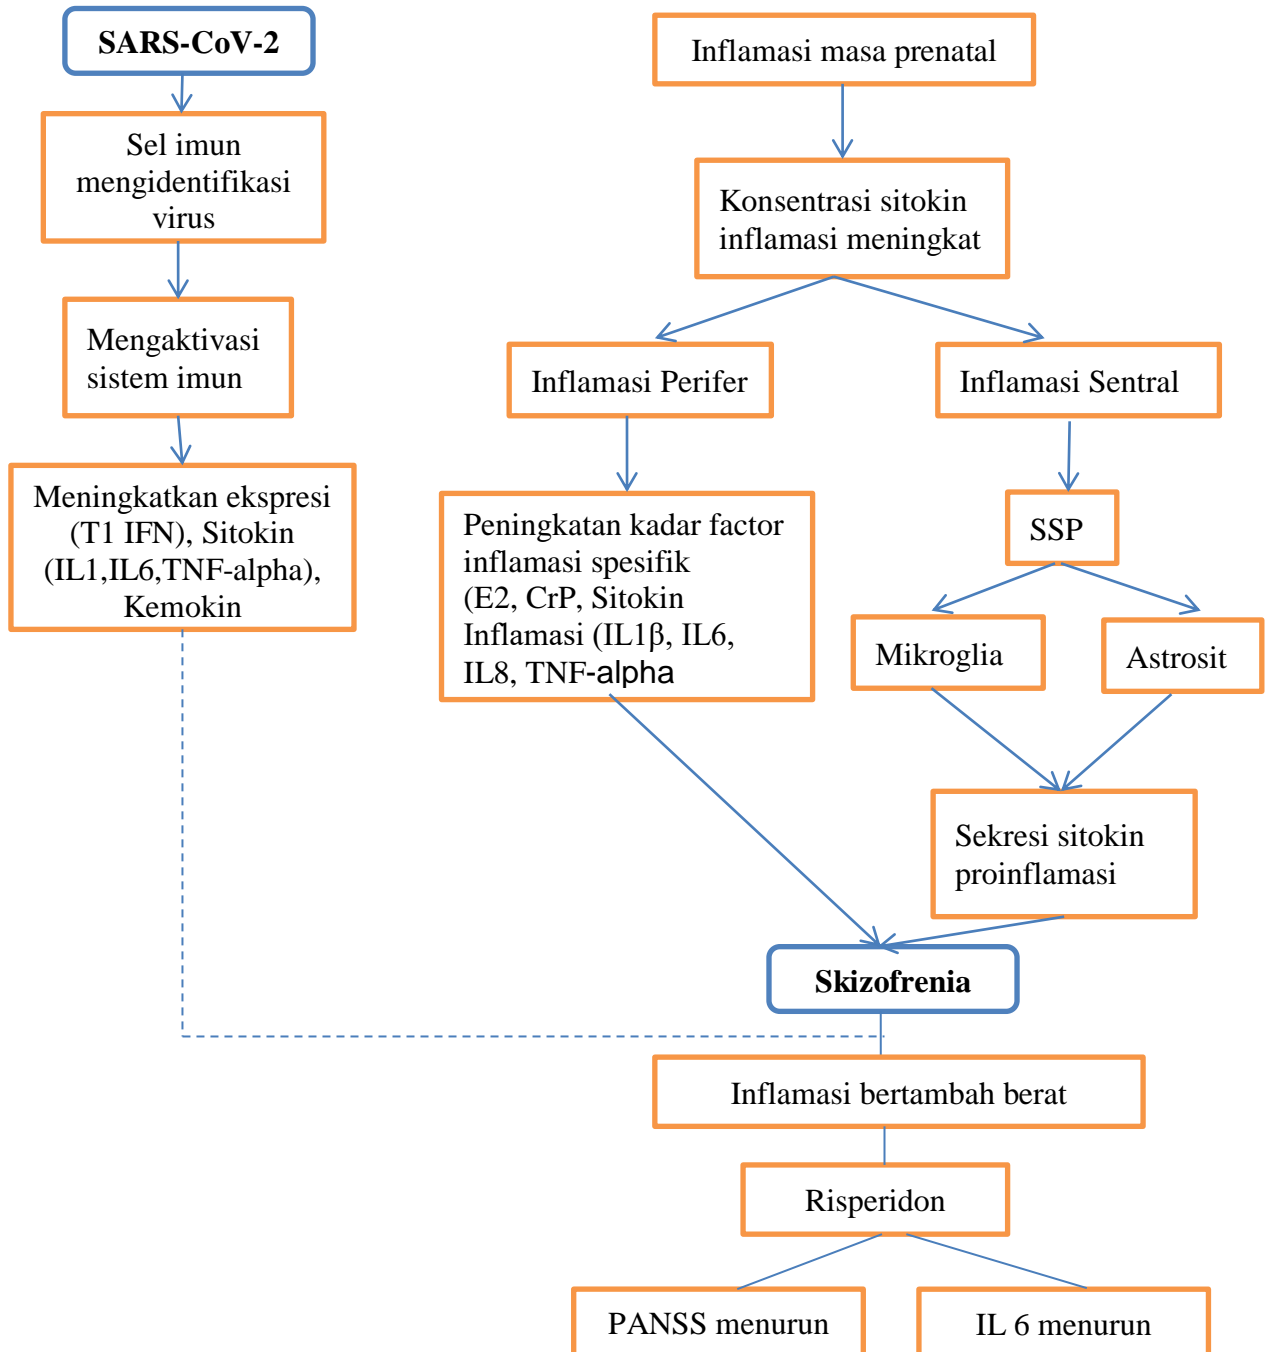 SARS-CoV-2
Sel imun
mengidentifikasi
virus
Mengaktivasi
sistem imun
Meningkatkan ekspresi
(T1 IFN), Sitokin
(IL1,IL6,TNF-alpha),
Kemokin
Inflamasi masa prenatal
Konsentrasi sitokin
inflamasi meningkat
Inflamasi Perifer
Inflamasi Sentral
Peningkatan kadar factor
inflamasi spesifik
(E2, CrP, Sitokin
Inflamasi (IL1β, IL6,
IL8, TNF-alpha
SSP
Mikroglia
Astrosit
Sekresi sitokin
proinflamasi
Skizofrenia
Inflamasi bertambah berat
Risperidon
PANSS menurun
IL 6 menurun